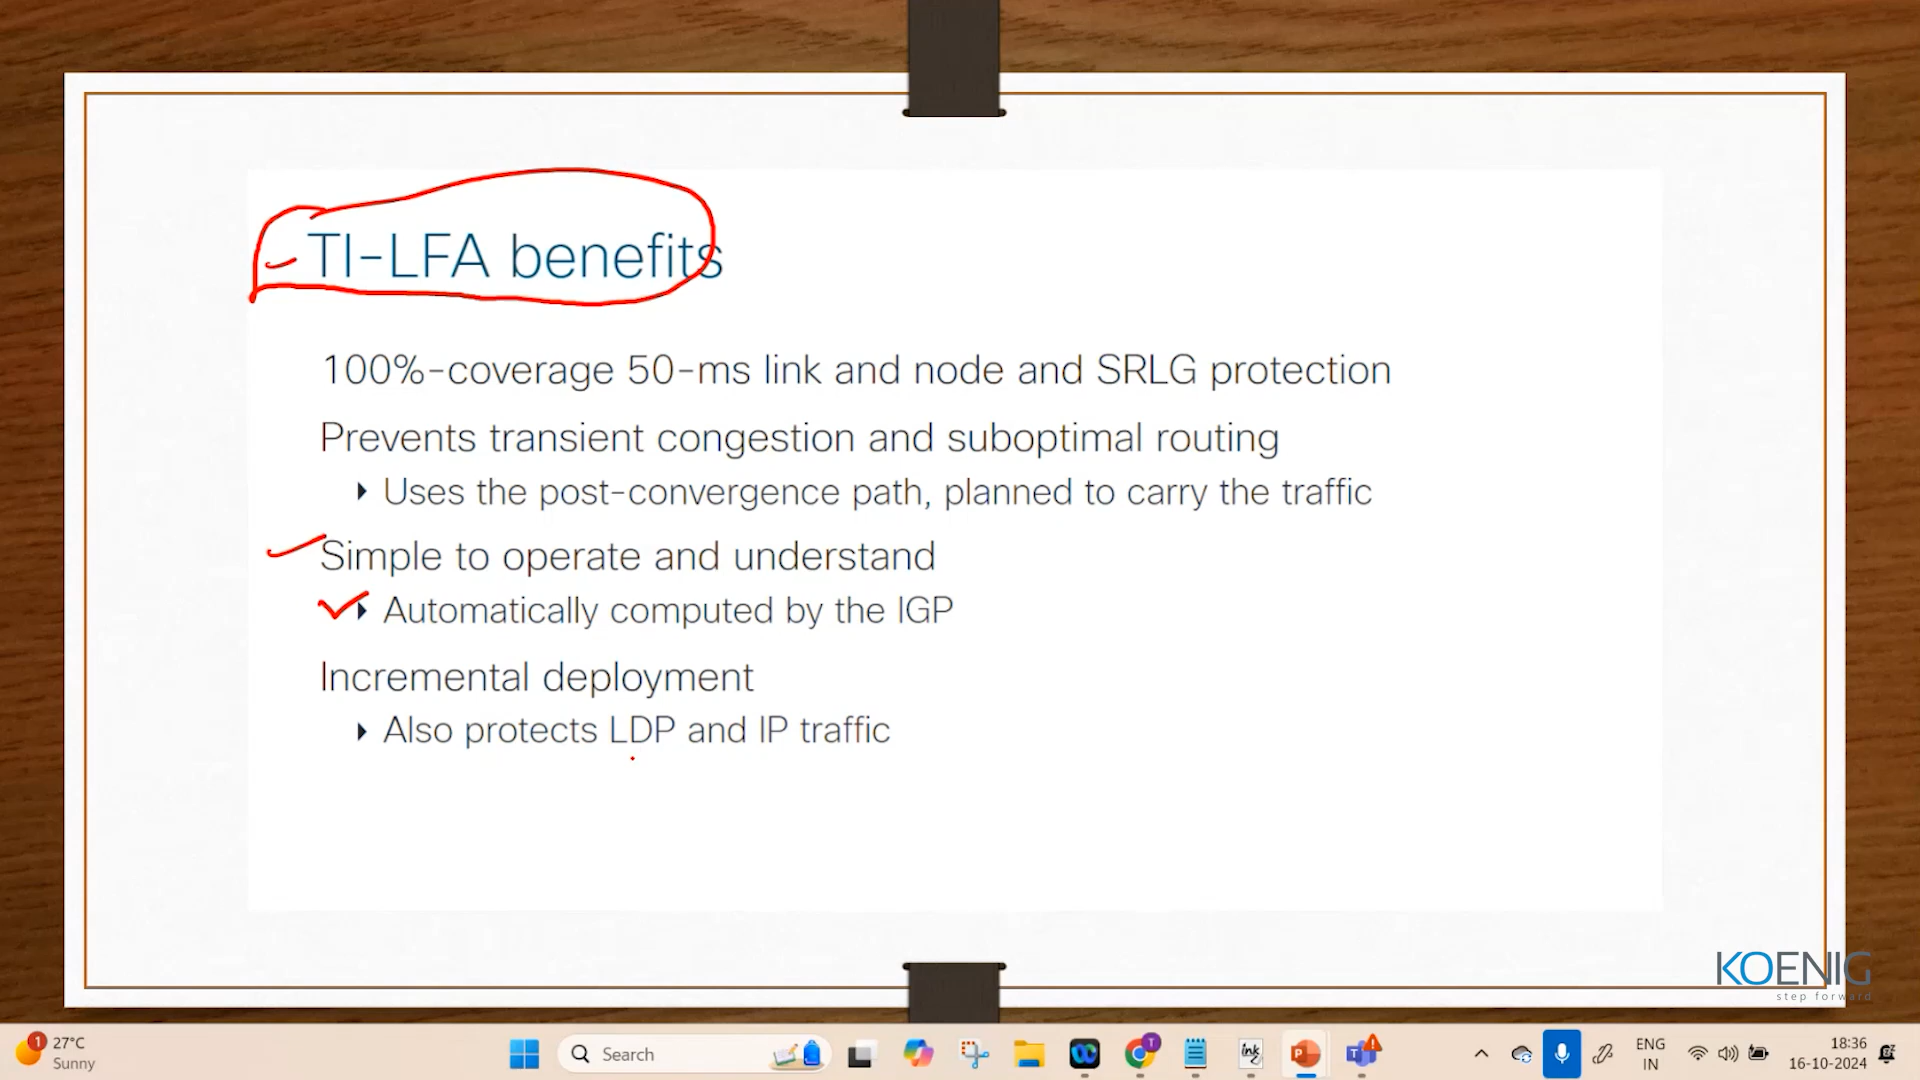 TI-LFA benefits
100%-coverage 50-ms link and node and SRLG protection
Prevents transient congestion and suboptimal routing
Uses the post-convergence path, planned to carry the traffic
Simple to operate and understand
Automatically computed by the IGP
Incremental deployment
Also protects LDP and IP traffic
KOENIG
step forward
1
27°C
Sunny
Search
T
ink
P
T
ENG
IN
18:36
16-10-2024